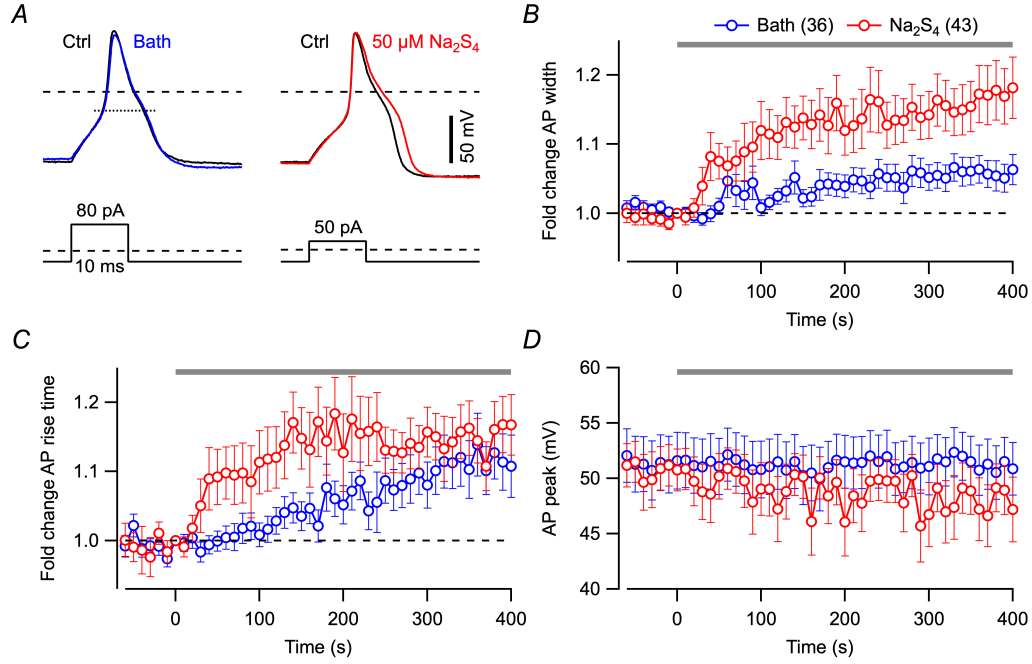 A
Ctrl Bath
Ctrl 50 µM Na₂S₄
50 mV
80 pA
10 ms
50 pA
B
Bath (36) Na₂S₄ (43)
Fold change AP width
1.2
1.1
1.0
0 100 200 300 400
Time (s)
C
Fold change AP rise time
1.2
1.1
1.0
0 100 200 300 400
Time (s)
D
AP peak (mV)
60
55
50
45
40
0 100 200 300 400
Time (s)